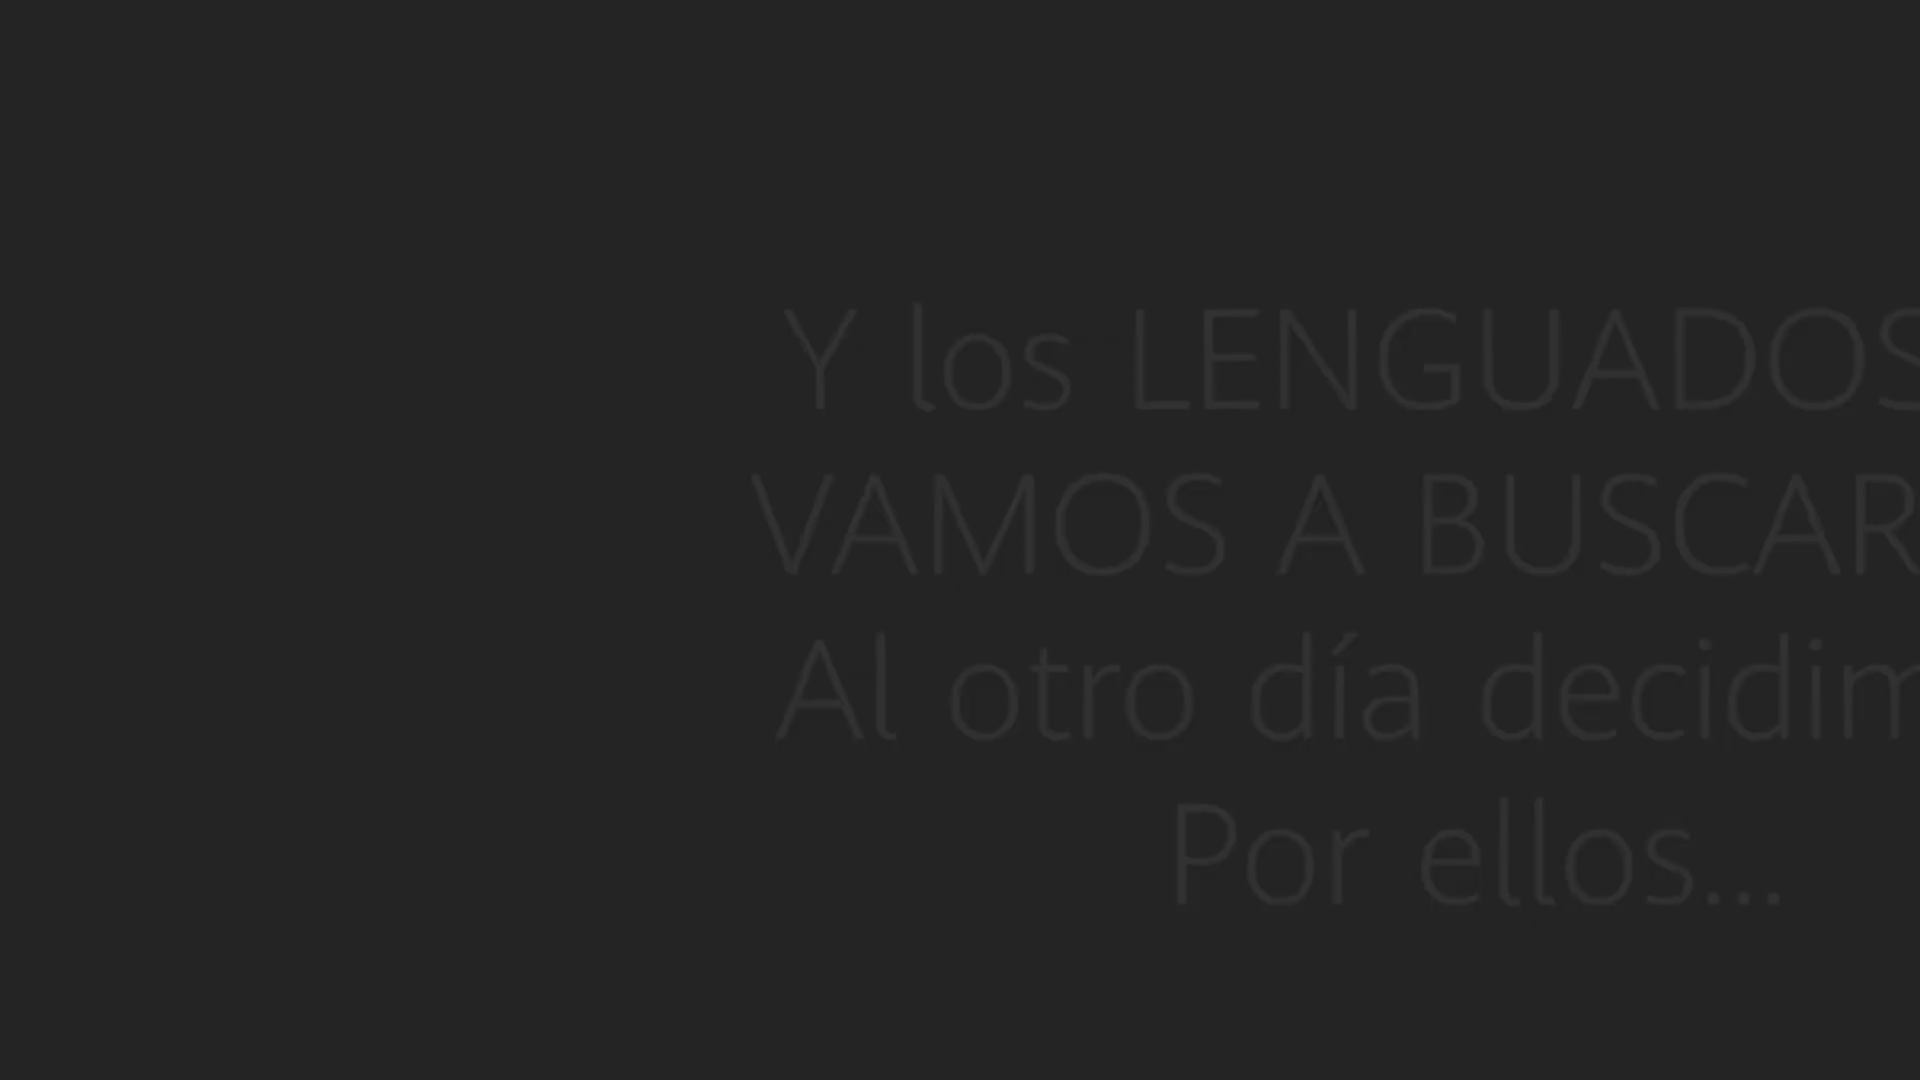 Y los LENGUADOS
VAMOS A BUSCAR
Al otro día decidim
Por ellos...